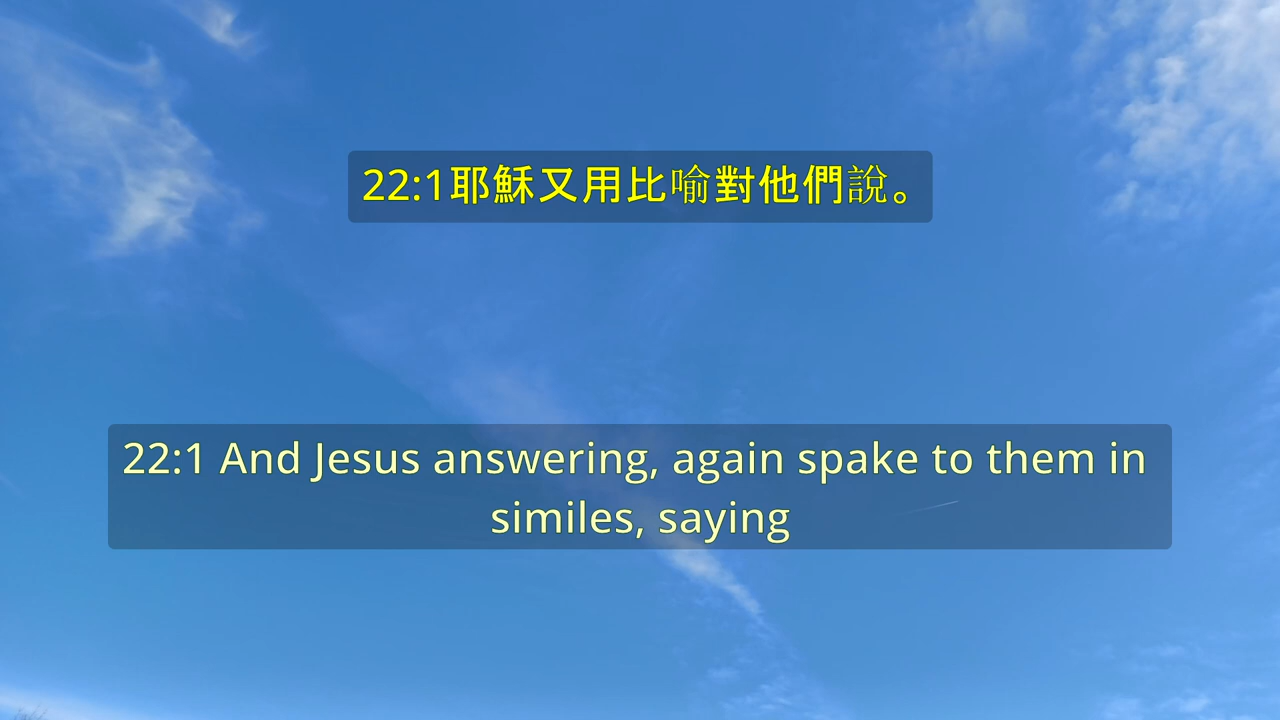 22:1耶穌又用比喻對他們說。
22:1 And Jesus answering, again spake to them in
similes, saying